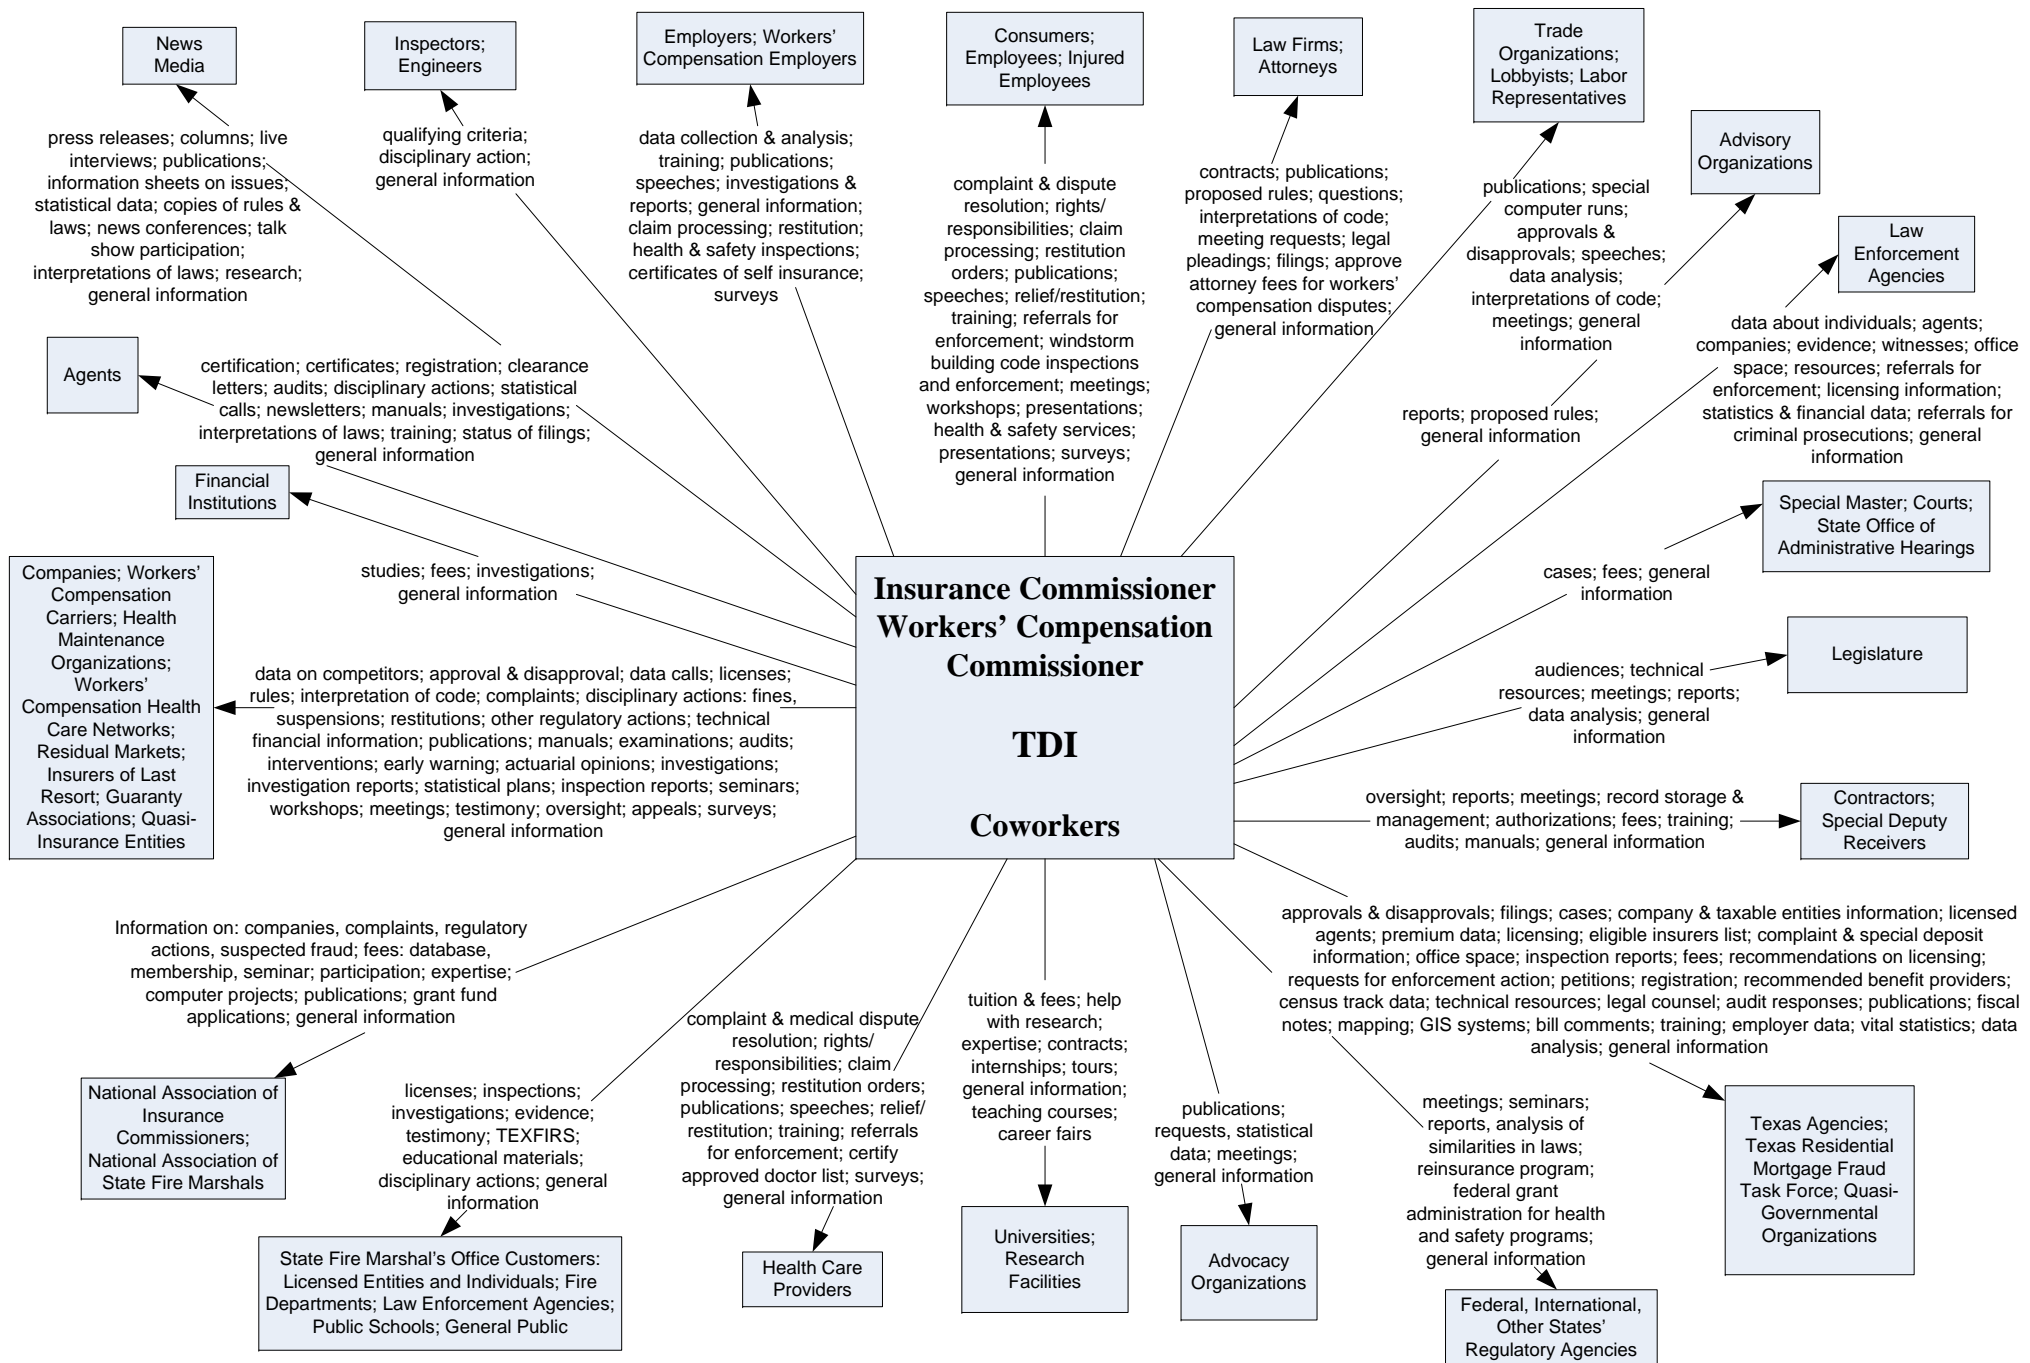 News
Media
Inspectors;
Engineers
Employers; Workers'
Compensation Employers
Consumers;
Employees; Injured
Employees
Law Firms;
Attorneys
Trade
Organizations;
Lobbyists; Labor
Representatives
Advisory
Organizations
Law
Enforcement
Agencies
press releases; columns; live
interviews; publications;
information sheets on issues;
statistical data; copies of rules &
laws; news conferences; talk
show participation;
interpretations of laws; research;
general information
qualifying criteria;
disciplinary action;
general information
data collection & analysis;
training; publications;
speeches; investigations &
reports; general information;
claim processing; restitution;
health & safety inspections;
certificates of self insurance;
surveys
complaint & dispute
resolution; rights/
responsibilities; claim
processing; restitution
orders; publications;
speeches; relief/restitution;
training; referrals for
enforcement; windstorm
building code inspections
and enforcement; meetings;
workshops; presentations;
health & safety services;
presentations; surveys;
general information
contracts; publications;
proposed rules; questions;
interpretations of code;
meeting requests; legal
pleadings; filings; approve
attorney fees for workers'
compensation disputes;
general information
publications; special
computer runs;
approvals &
disapprovals; speeches;
data analysis;
interpretations of code;
meetings; general
information
reports; proposed rules;
general information
data about individuals; agents;
companies; evidence; witnesses; office
space; resources; referrals for
enforcement; licensing information;
statistics & financial data; referrals for
criminal prosecutions; general
information
Agents
certification; certificates; registration; clearance
letters; audits; disciplinary actions; statistical
calls; newsletters; manuals; investigations;
interpretations of laws; training; status of filings;
general information
Financial
Institutions
studies; fees; investigations;
general information
Special Master; Courts;
State Office of
Administrative Hearings
cases; fees; general
information
Companies; Workers'
Compensation
Carriers; Health
Maintenance
Organizations;
Workers'
Compensation Health
Care Networks;
Residual Markets;
Insurers of Last
Resort; Guaranty
Associations; Quasi-
Insurance Entities
data on competitors; approval & disapproval; data calls; licenses;
rules; interpretation of code; complaints; disciplinary actions: fines,
suspensions; restitutions; other regulatory actions; technical
financial information; publications; manuals; examinations; audits;
interventions; early warning; actuarial opinions; investigations;
investigation reports; statistical plans; inspection reports; seminars;
workshops; meetings; testimony; oversight; appeals; surveys;
general information
Insurance Commissioner
Workers' Compensation
Commissioner
TDI
Coworkers
Legislature
audiences; technical
resources; meetings; reports;
data analysis; general
information
oversight; reports; meetings; record storage &
management; authorizations; fees; training;
audits; manuals; general information
Contractors;
Special Deputy
Receivers
Information on: companies, complaints, regulatory
actions, suspected fraud; fees: database,
membership, seminar; participation; expertise;
computer projects; publications; grant fund
applications; general information
National Association of
Insurance
Commissioners;
National Association of
State Fire Marshals
licenses; inspections;
investigations; evidence;
testimony; TEXFIRS;
educational materials;
disciplinary actions; general
information
State Fire Marshal's Office Customers:
Licensed Entities and Individuals; Fire
Departments; Law Enforcement Agencies;
Public Schools; General Public
complaint & medical dispute
resolution; rights/
responsibilities; claim
processing; restitution orders;
publications; speeches; relief/
restitution; training; referrals
for enforcement; certify
approved doctor list; surveys;
general information
Health Care
Providers
tuition & fees; help
with research;
expertise; contracts;
internships; tours;
general information;
teaching courses;
career fairs
Universities;
Research
Facilities
publications;
requests, statistical
data; meetings;
general information
Advocacy
Organizations
approvals & disapprovals; filings; cases; company & taxable entities information; licensed
agents; premium data; licensing; eligible insurers list; complaint & special deposit
information; office space; inspection reports; fees; recommendations on licensing;
requests for enforcement action; petitions; registration; recommended benefit providers;
census track data; technical resources; legal counsel; audit responses; publications; fiscal
notes; mapping; GIS systems; bill comments; training; employer data; vital statistics; data
analysis; general information
meetings; seminars;
reports, analysis of
similarities in laws;
reinsurance program;
federal grant
administration for health
and safety programs;
general information
Federal, International,
Other States'
Regulatory Agencies
Texas Agencies;
Texas Residential
Mortgage Fraud
Task Force; Quasi-
Governmental
Organizations